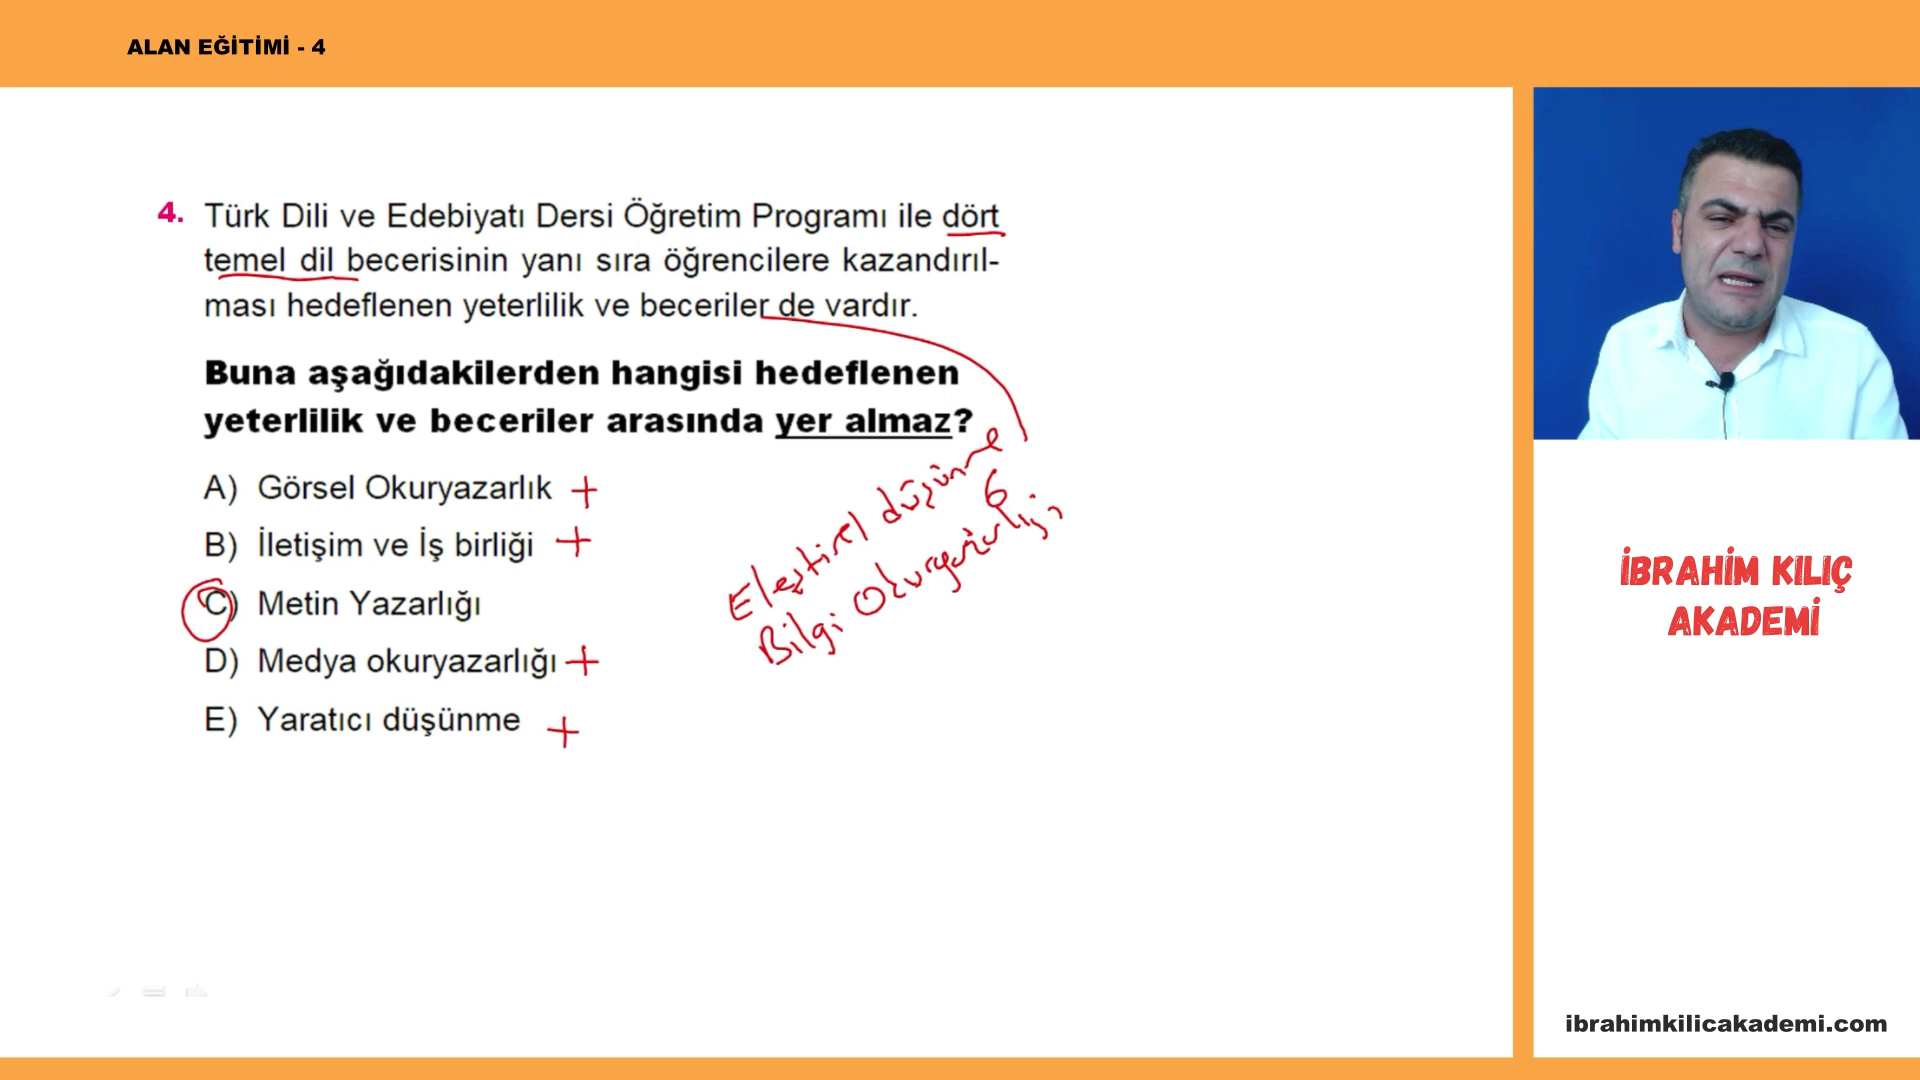 ALAN EĞİTİMİ - 4
4. Türk Dili ve Edebiyatı Dersi Öğretim Programı ile dört
temel dil becerisinin yanı sıra öğrencilere kazandırıl-
ması hedeflenen yeterlilik ve beceriler de vardır.
Buna aşağıdakilerden hangisi hedeflenen
yeterlilik ve beceriler arasında yer almaz?
A) Görsel Okuryazarlık +
B) İletişim ve İş birliği +
C) Metin Yazarlığı
D) Medya okuryazarlığı +
E) Yaratıcı düşünme +
Eleştirel düşünme
6
Bilgi Okuryazarlığı
İBRAHİM KILIÇ
AKADEMİ
ibrahimkilicakademi.com